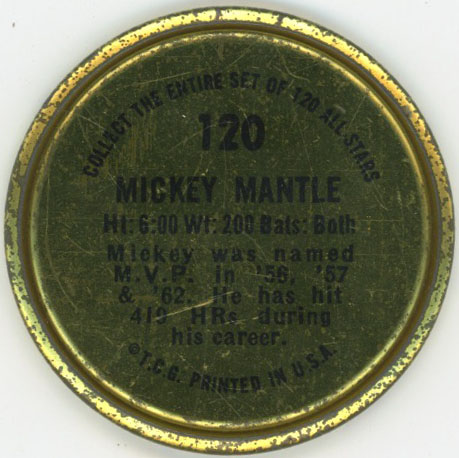 COLLECT THE ENTIRE SET OF 120 ALL STARS
120
MICKEY MANTLE
Ht: 6:00 Wt: 200 Bats: Both
Mickey was named
M.V.P. in '56, '57
& '62. He has hit
419 HRs during
his career.
©T.C.G. PRINTED IN U.S.A.